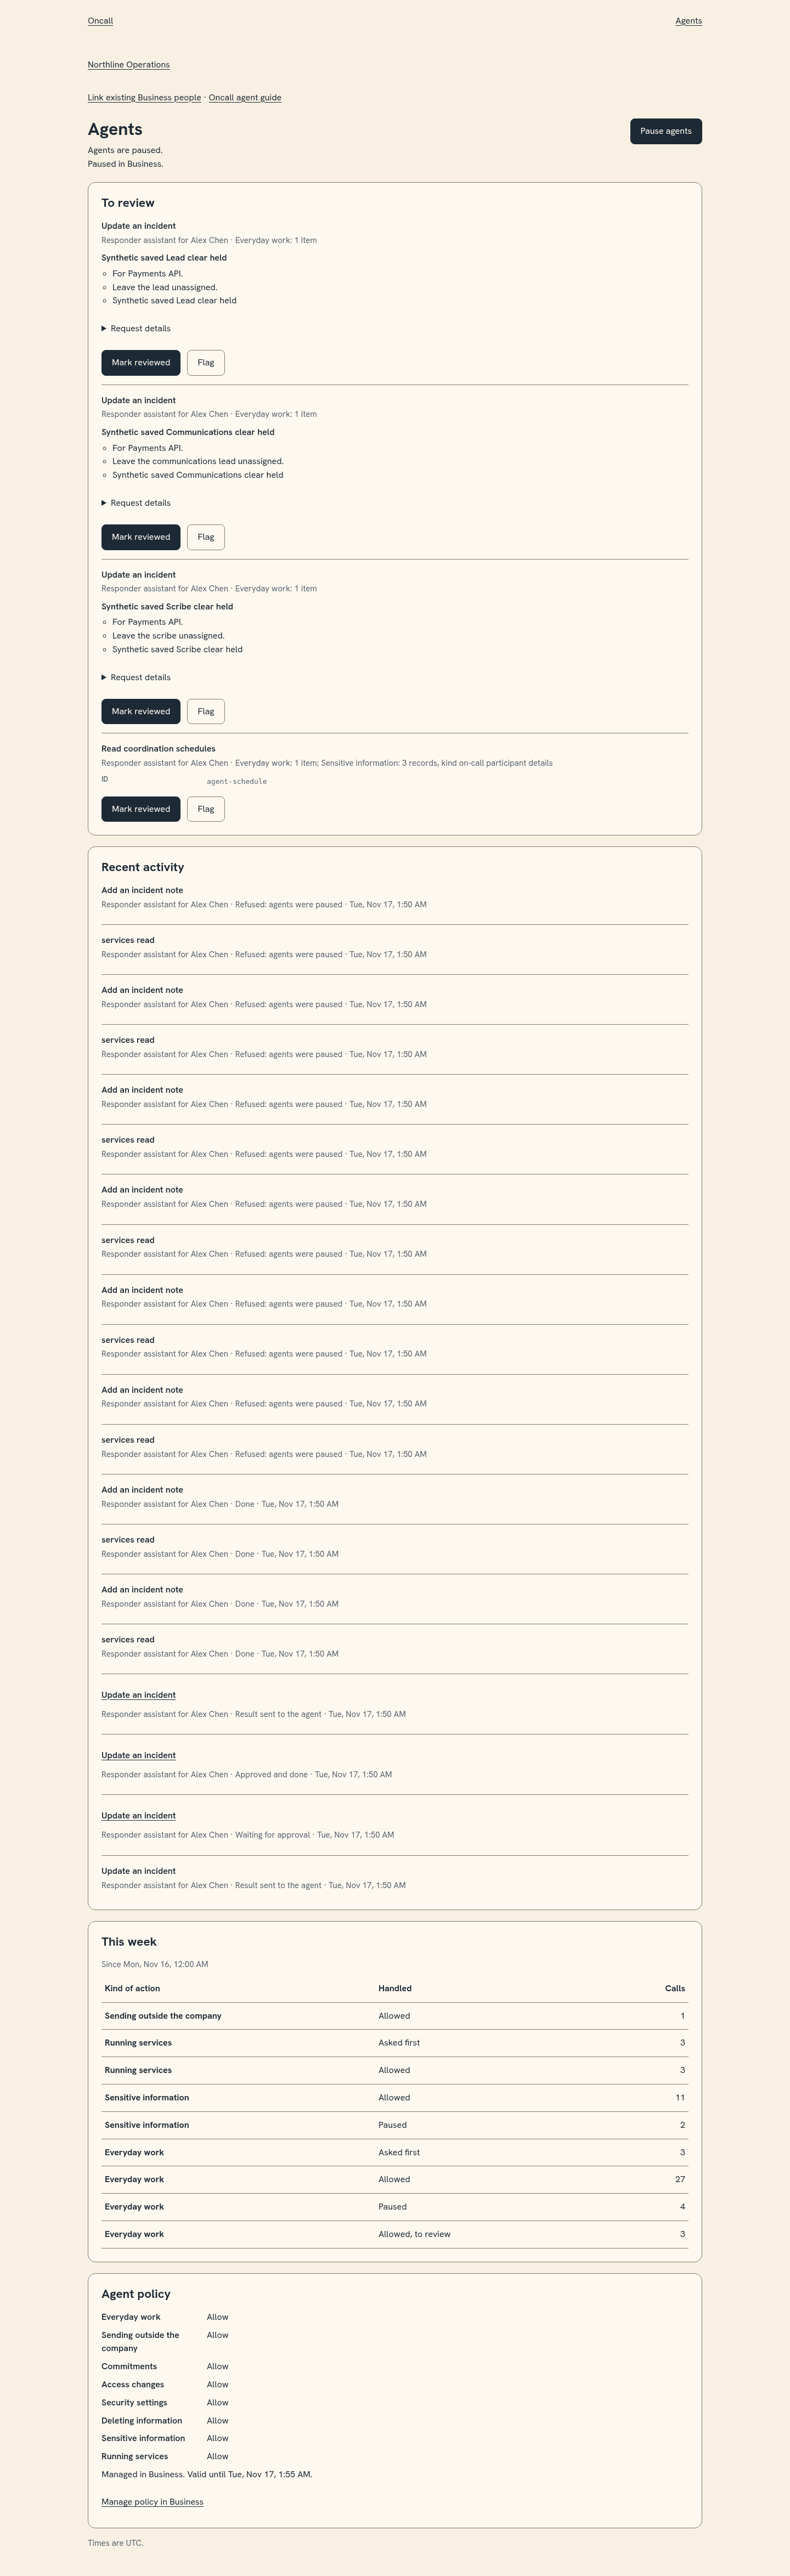 Oncall
Agents
Northline Operations
Link existing Business people · Oncall agent guide
Agents
Pause agents
Agents are paused.
Paused in Business.
To review
Update an incident
Responder assistant for Alex Chen · Everyday work: 1 item
Synthetic saved Lead clear held
For Payments API.
Leave the lead unassigned.
Synthetic saved Lead clear held
Request details
Mark reviewed
Flag
Update an incident
Responder assistant for Alex Chen · Everyday work: 1 item
Synthetic saved Communications clear held
For Payments API.
Leave the communications lead unassigned.
Synthetic saved Communications clear held
Request details
Mark reviewed
Flag
Update an incident
Responder assistant for Alex Chen · Everyday work: 1 item
Synthetic saved Scribe clear held
For Payments API.
Leave the scribe unassigned.
Synthetic saved Scribe clear held
Request details
Mark reviewed
Flag
Read coordination schedules
Responder assistant for Alex Chen · Everyday work: 1 item; Sensitive information: 3 records, kind on-call participant details
ID agent-schedule
Mark reviewed
Flag
Recent activity
Add an incident note
Responder assistant for Alex Chen · Refused: agents were paused · Tue, Nov 17, 1:50 AM
services read
Responder assistant for Alex Chen · Refused: agents were paused · Tue, Nov 17, 1:50 AM
Add an incident note
Responder assistant for Alex Chen · Refused: agents were paused · Tue, Nov 17, 1:50 AM
services read
Responder assistant for Alex Chen · Refused: agents were paused · Tue, Nov 17, 1:50 AM
Add an incident note
Responder assistant for Alex Chen · Refused: agents were paused · Tue, Nov 17, 1:50 AM
services read
Responder assistant for Alex Chen · Refused: agents were paused · Tue, Nov 17, 1:50 AM
Add an incident note
Responder assistant for Alex Chen · Refused: agents were paused · Tue, Nov 17, 1:50 AM
services read
Responder assistant for Alex Chen · Refused: agents were paused · Tue, Nov 17, 1:50 AM
Add an incident note
Responder assistant for Alex Chen · Refused: agents were paused · Tue, Nov 17, 1:50 AM
services read
Responder assistant for Alex Chen · Refused: agents were paused · Tue, Nov 17, 1:50 AM
Add an incident note
Responder assistant for Alex Chen · Refused: agents were paused · Tue, Nov 17, 1:50 AM
services read
Responder assistant for Alex Chen · Refused: agents were paused · Tue, Nov 17, 1:50 AM
Add an incident note
Responder assistant for Alex Chen · Done · Tue, Nov 17, 1:50 AM
services read
Responder assistant for Alex Chen · Done · Tue, Nov 17, 1:50 AM
Add an incident note
Responder assistant for Alex Chen · Done · Tue, Nov 17, 1:50 AM
services read
Responder assistant for Alex Chen · Done · Tue, Nov 17, 1:50 AM
Update an incident
Responder assistant for Alex Chen · Result sent to the agent · Tue, Nov 17, 1:50 AM
Update an incident
Responder assistant for Alex Chen · Approved and done · Tue, Nov 17, 1:50 AM
Update an incident
Responder assistant for Alex Chen · Waiting for approval · Tue, Nov 17, 1:50 AM
Update an incident
Responder assistant for Alex Chen · Result sent to the agent · Tue, Nov 17, 1:50 AM
This week
Since Mon, Nov 16, 12:00 AM
Kind of action Handled Calls
Sending outside the company Allowed 1
Running services Asked first 3
Running services Allowed 3
Sensitive information Allowed 11
Sensitive information Paused 2
Everyday work Asked first 3
Everyday work Allowed 27
Everyday work Paused 4
Everyday work Allowed, to review 3
Agent policy
Everyday work Allow
Sending outside the Allow
company
Commitments Allow
Access changes Allow
Security settings Allow
Deleting information Allow
Sensitive information Allow
Running services Allow
Managed in Business. Valid until Tue, Nov 17, 1:55 AM.
Manage policy in Business
Times are UTC.